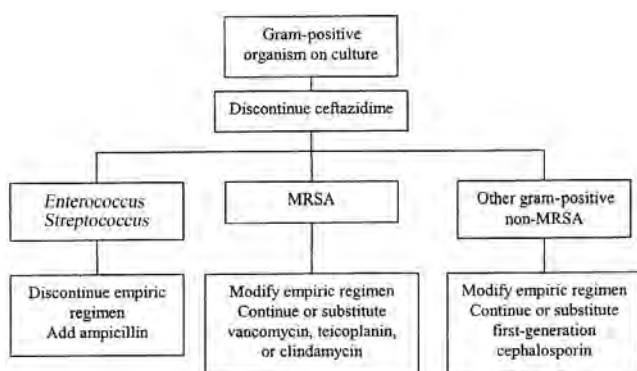 Gram-positive
organism on culture
Discontinue ceftazidime
Enterococcus
Streptococcus
MRSA
Other gram-positive
non-MRSA
Discontinue empiric
regimen
Add ampicillin
Modify empiric regimen
Continue or substitute
vancomycin, teicoplanin,
or clindamycin
Modify empiric regimen
Continue or substitute
first-generation
cephalosporin